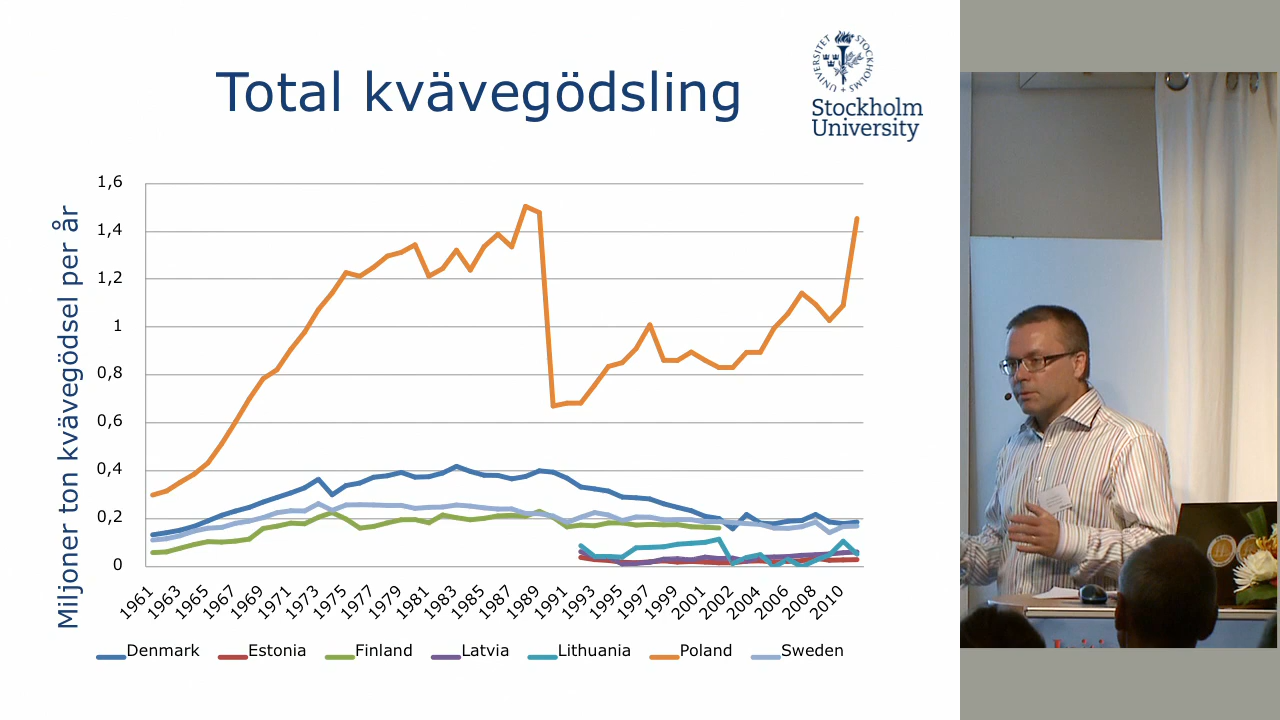 Total kvävegödsling
UNIVERSITET STOCKHOLMS
Stockholm
University
Miljoner ton kvävegödsel per år
1,6
1,4
1,2
1
0,8
0,6
0,4
0,2
0
1961 1963 1965 1967 1969 1971 1973 1975 1977 1979 1981 1983 1985 1987 1989 1991 1993 1995 1997 1999 2001 2002 2004 2006 2008 2010
Denmark Estonia Finland Latvia Lithuania Poland Sweden